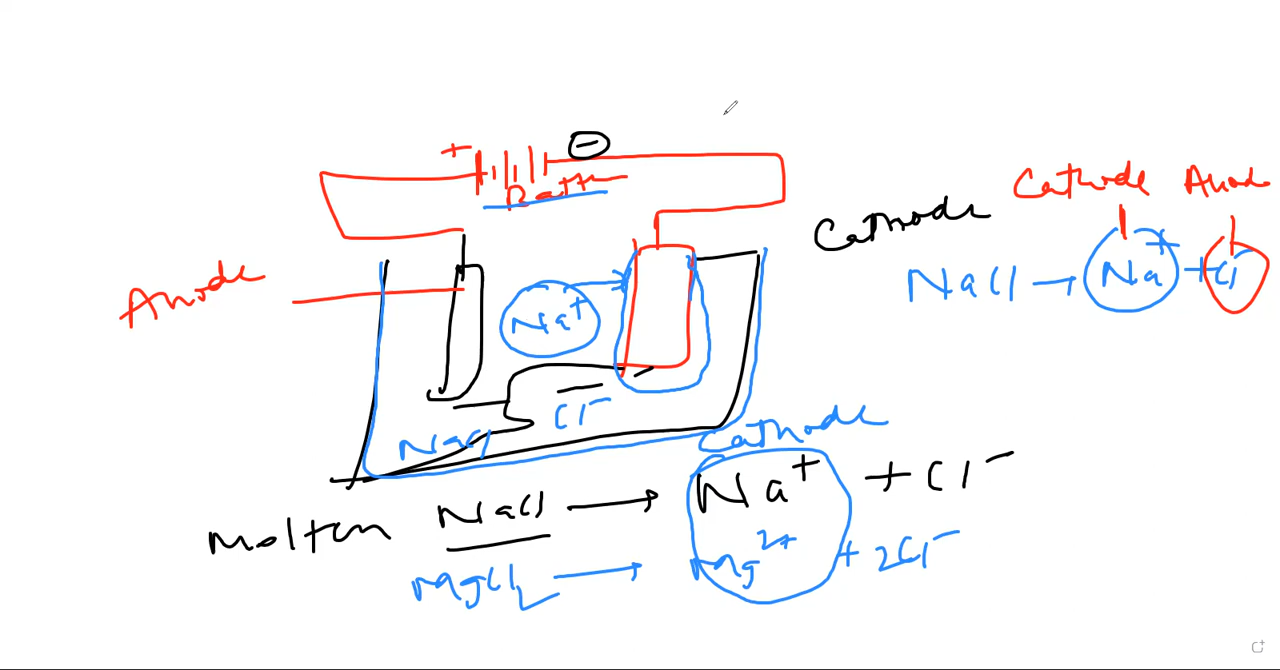 + −
Batt
Cathode Anode
Cathode
NaCl → Na⁺ + Cl⁻
Anode
Na⁺
Cl⁻
NaCl
Cathode
Molten NaCl → Na⁺ + Cl⁻
MgCl₂ → Mg²⁺ + 2Cl⁻